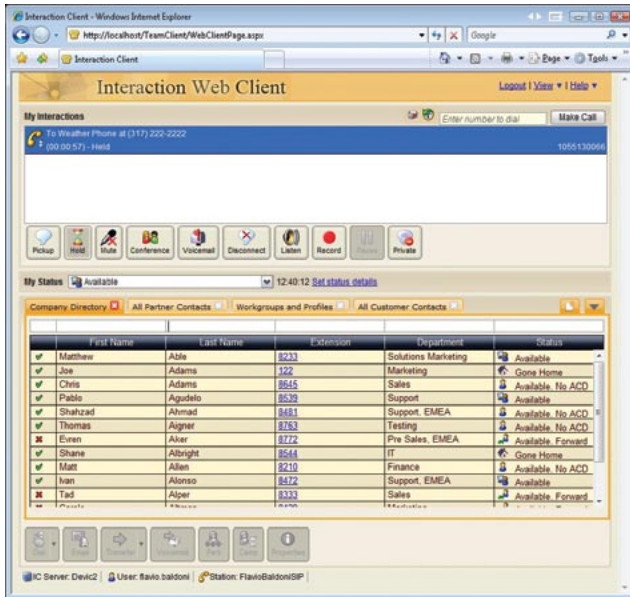 Interaction Client - Windows Internet Explorer
http://localhost/TeamClient/WebClientPage.aspx
Google
Interaction Client
Page
Tools
Interaction Web Client
Logout | View | Help
My Interactions
Enter number to dial
Make Call
To Weather Phone at (317) 222-2222
(00:00:57) - Held
1055130066
Pickup
Hold
Mute
Conference
Voicemail
Disconnect
Listen
Record
Pause
Private
My Status
Available
12:40:12 Set status details
Company Directory
All Partner Contacts
Workgroups and Profiles
All Customer Contacts
First Name Last Name Extension Department Status
Matthew Able 8233 Solutions Marketing Available
Joe Adams 122 Marketing Gone Home
Chris Adams 8645 Sales Available, No ACD
Pablo Agudelo 8539 Support Available
Shahzad Ahmad 8481 Support, EMEA Available, No ACD
Thomas Aigner 8763 Testing Available, No ACD
Evren Aker 8772 Pre Sales, EMEA Available, Forward
Shane Albright 8544 IT Gone Home
Matt Allen 8210 Finance Available, No ACD
Ivan Alonso 8472 Support, EMEA Available
Tad Alper 8333 Sales Available, Forward
Email
Transfer
Voicemail
Park
Camp
Properties
IC Server: Devic2
User: flavio.baldoni
Station: FlavioBaldoniSIP